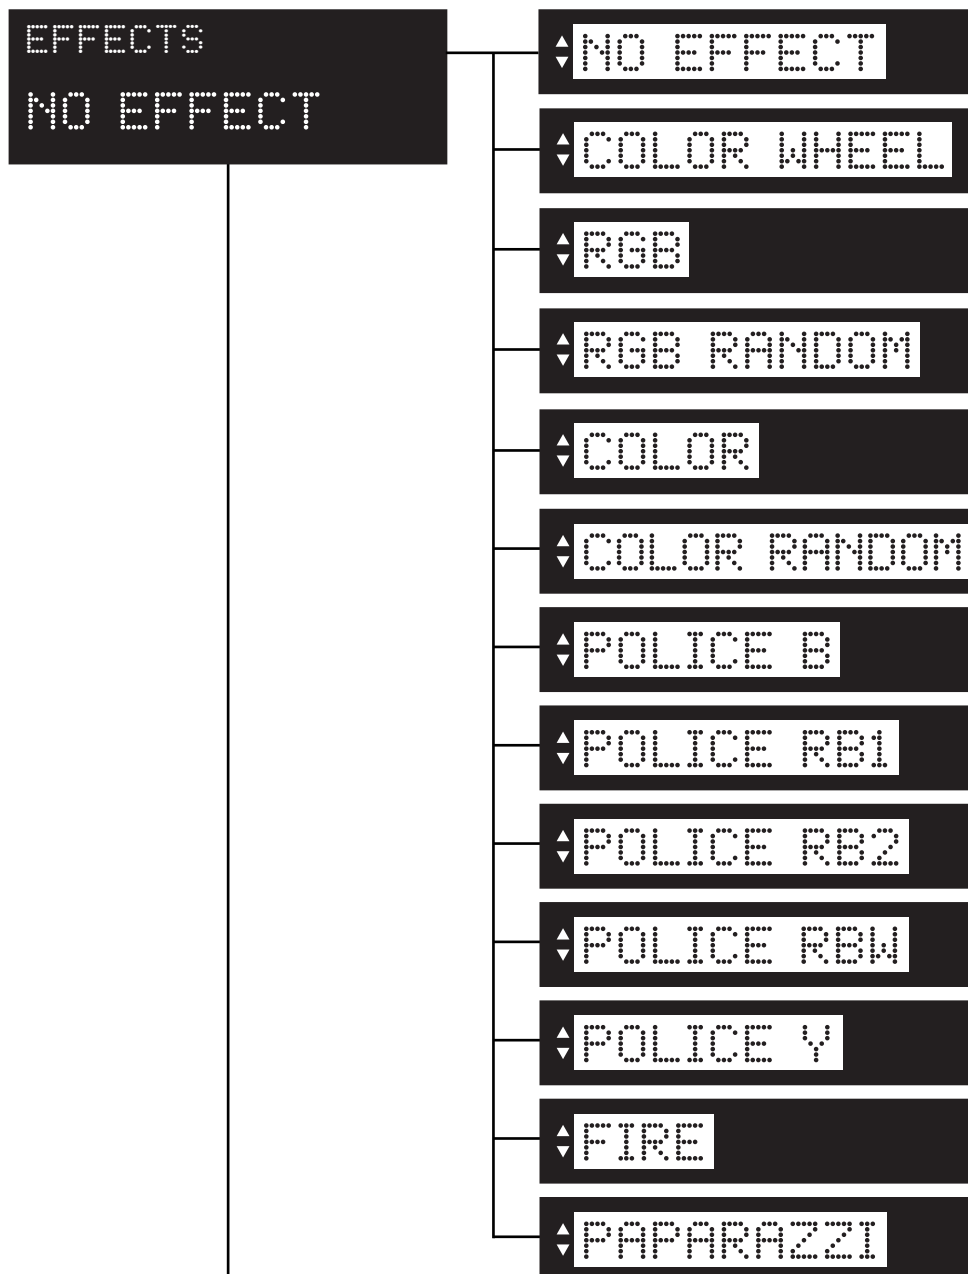 EFFECTS
NO EFFECT
NO EFFECT
COLOR WHEEL
RGB
RGB RANDOM
COLOR
COLOR RANDOM
POLICE B
POLICE RB1
POLICE RB2
POLICE RBW
POLICE Y
FIRE
PAPARAZZI